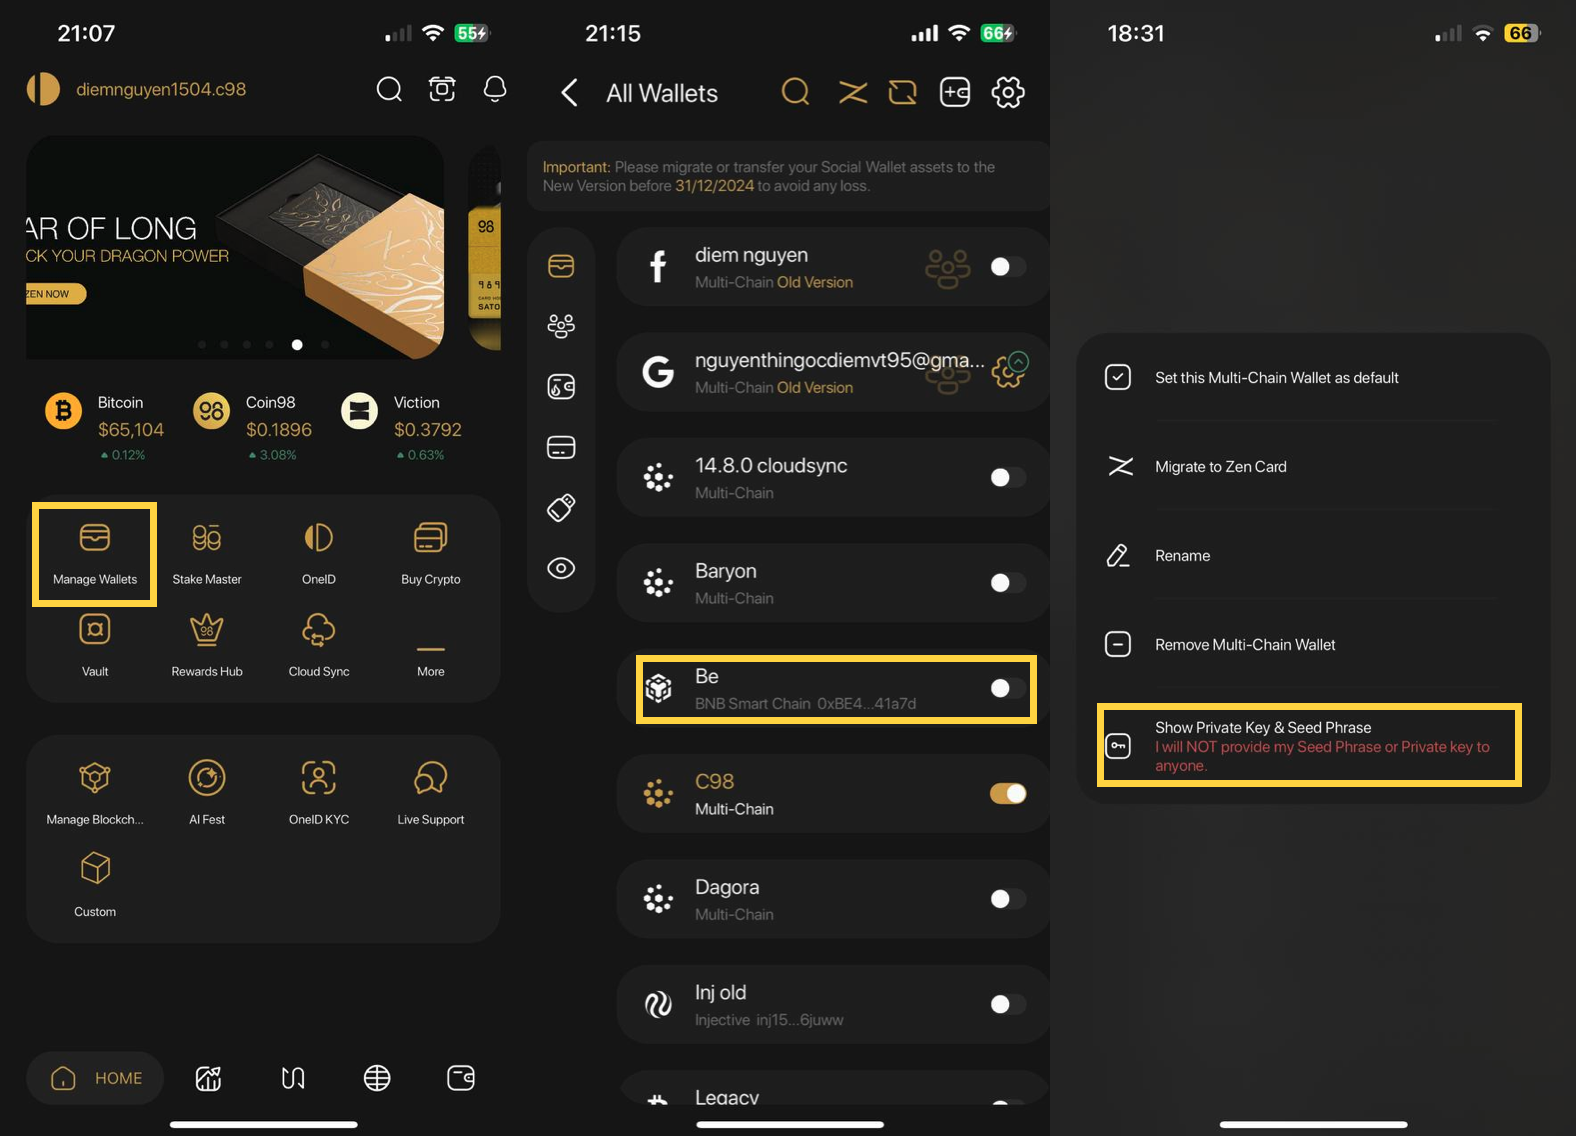 21:07
55
diemnguyen1504.c98
AR OF LONG
CK YOUR DRAGON POWER
ZEN NOW
98
SATO
Bitcoin
$65,104
0.12%
Coin98
$0.1896
3.08%
Viction
$0.3792
0.63%
Manage Wallets
Stake Master
OneID
Buy Crypto
Vault
Rewards Hub
Cloud Sync
More
Manage Blockch...
AI Fest
OneID KYC
Live Support
Custom
HOME
21:15
66
All Wallets
Important: Please migrate or transfer your Social Wallet assets to the
New Version before 31/12/2024 to avoid any loss.
diem nguyen
Multi-Chain Old Version
nguyenthingocdiemvt95@gma...
Multi-Chain Old Version
14.8.0 cloudsync
Multi-Chain
Baryon
Multi-Chain
Be
BNB Smart Chain 0xBE4...41a7d
C98
Multi-Chain
Dagora
Multi-Chain
Inj old
Injective inj15...6juww
Legacy
18:31
66
Set this Multi-Chain Wallet as default
Migrate to Zen Card
Rename
Remove Multi-Chain Wallet
Show Private Key & Seed Phrase
I will NOT provide my Seed Phrase or Private key to
anyone.